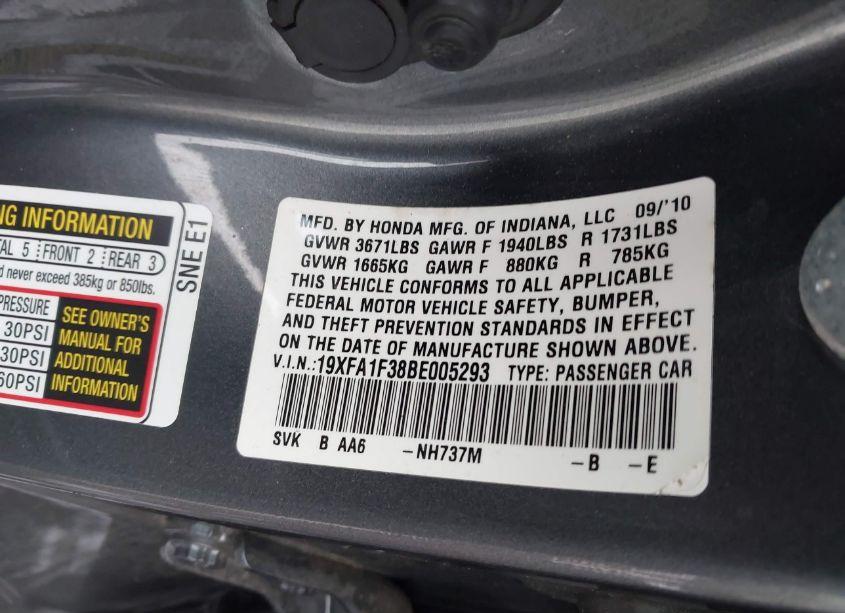 NG INFORMATION
TAL 5 FRONT 2 REAR 3
d never exceed 385kg or 850lbs.
PRESSURE
30PSI
30PSI
60PSI
SEE OWNER'S
MANUAL FOR
ADDITIONAL
INFORMATION
SNE E1
MFD. BY HONDA MFG. OF INDIANA, LLC 09/'10
GVWR 3671LBS GAWR F 1940LBS R 1731LBS
GVWR 1665KG GAWR F 880KG R 785KG
THIS VEHICLE CONFORMS TO ALL APPLICABLE
FEDERAL MOTOR VEHICLE SAFETY, BUMPER,
AND THEFT PREVENTION STANDARDS IN EFFECT
ON THE DATE OF MANUFACTURE SHOWN ABOVE.
V.I.N.:19XFA1F38BE005293 TYPE: PASSENGER CAR
SVK B AA6 -NH737M -B -E